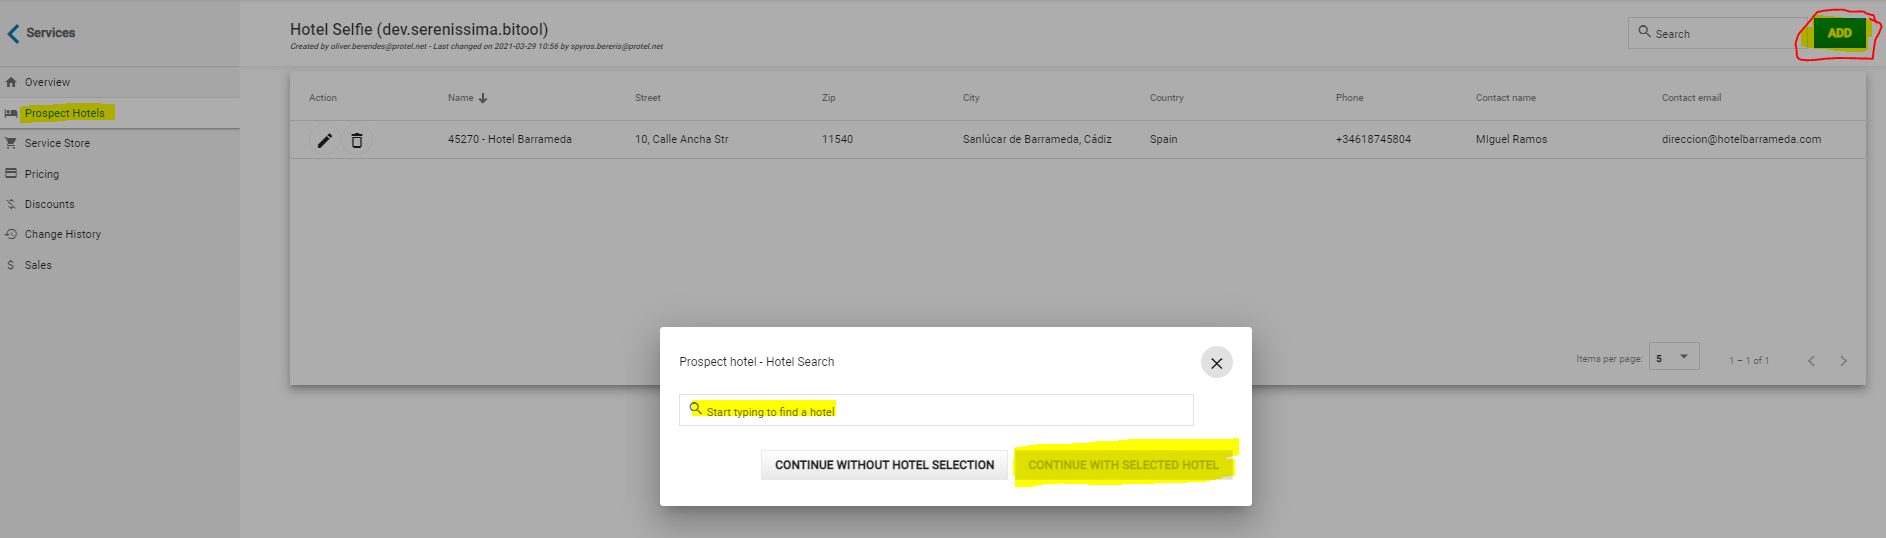 Services
Hotel Selfie (dev.serenissima.bitool)
Created by oliver.berendes@protel.net - Last changed on 2021-03-29 10:56 by spyros.bereris@protel.net
Search
ADD
Overview
Prospect Hotels
Service Store
Pricing
Discounts
Change History
$ Sales
Action Name Street Zip City Country Phone Contact name Contact email
45270 - Hotel Barrameda 10, Calle Ancha Str 11540 Sanlúcar de Barrameda, Cádiz Spain +34618745804 MIguel Ramos direccion@hotelbarrameda.com
Items per page: 5 1 – 1 of 1
Prospect hotel - Hotel Search
Start typing to find a hotel
CONTINUE WITHOUT HOTEL SELECTION CONTINUE WITH SELECTED HOTEL